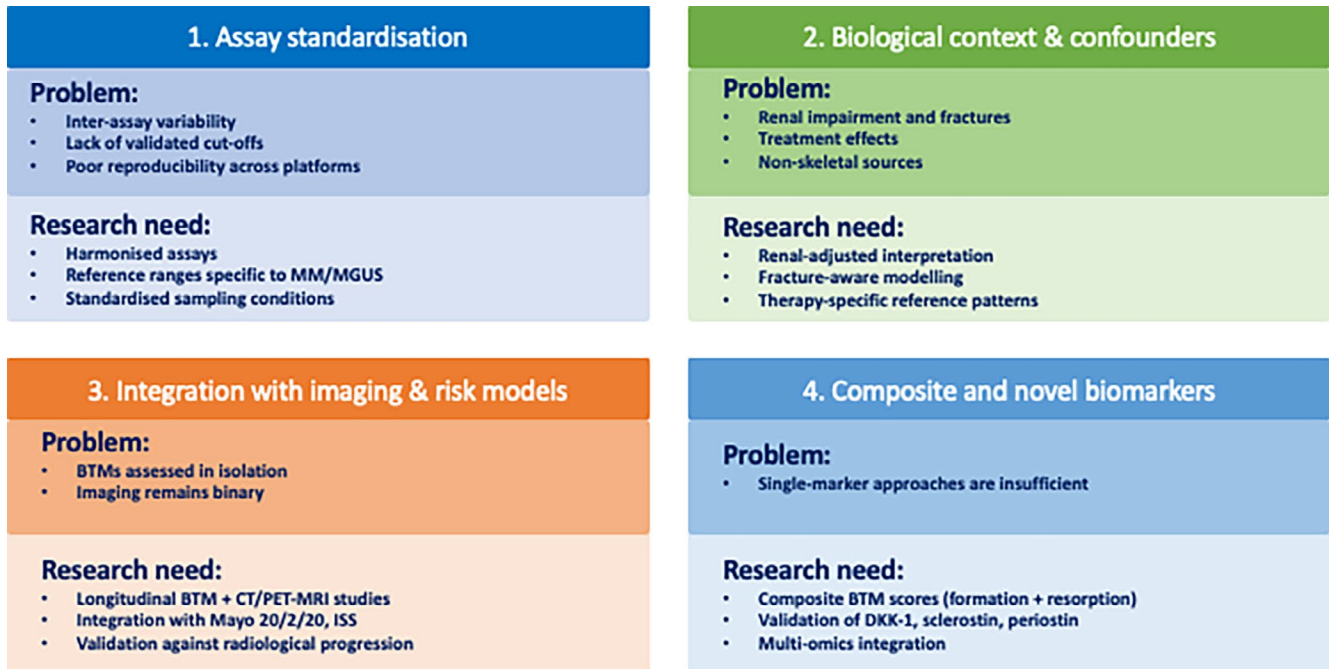 1. Assay standardisation
Problem:
• Inter-assay variability
• Lack of validated cut-offs
• Poor reproducibility across platforms
Research need:
• Harmonised assays
• Reference ranges specific to MM/MGUS
• Standardised sampling conditions
2. Biological context & confounders
Problem:
• Renal impairment and fractures
• Treatment effects
• Non-skeletal sources
Research need:
• Renal-adjusted interpretation
• Fracture-aware modelling
• Therapy-specific reference patterns
3. Integration with imaging & risk models
Problem:
• BTMs assessed in isolation
• Imaging remains binary
Research need:
• Longitudinal BTM + CT/PET-MRI studies
• Integration with Mayo 20/2/20, ISS
• Validation against radiological progression
4. Composite and novel biomarkers
Problem:
• Single-marker approaches are insufficient
Research need:
• Composite BTM scores (formation + resorption)
• Validation of DKK-1, sclerostin, periostin
• Multi-omics integration